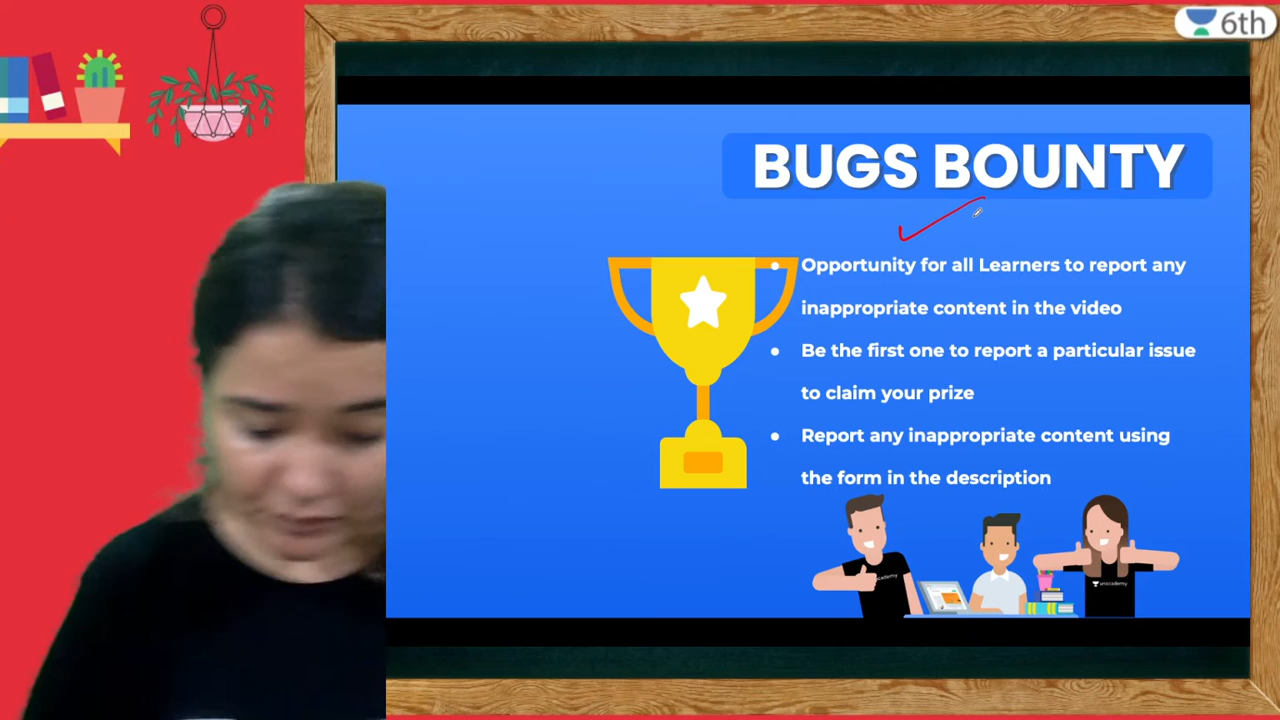 6th
BUGS BOUNTY
Opportunity for all Learners to report any
inappropriate content in the video
Be the first one to report a particular issue
to claim your prize
Report any inappropriate content using
the form in the description
unacademy